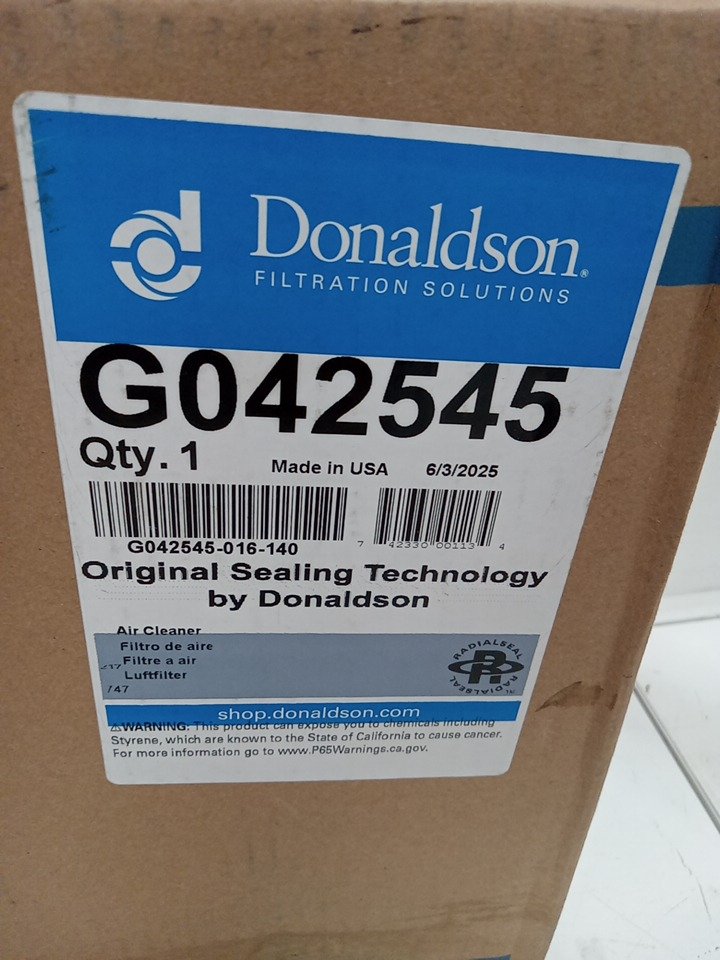 Donaldson®
FILTRATION SOLUTIONS
G042545
Qty. 1 Made in USA 6/3/2025
G042545-016-140 7 42330 00113 4
Original Sealing Technology
by Donaldson
Air Cleaner
Filtro de aire
Filtre a air
Luftfilter
/47
RADIALSEAL
RADIALSEAL
shop.donaldson.com
⚠WARNING: This product can expose you to chemicals including
Styrene, which are known to the State of California to cause cancer.
For more information go to www.P65Warnings.ca.gov.